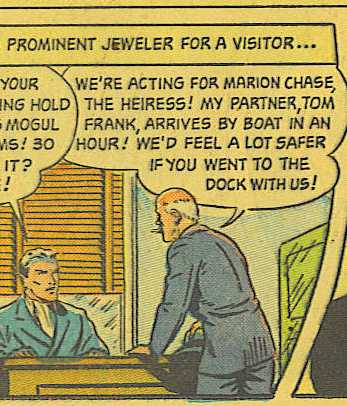 PROMINENT JEWELER FOR A VISITOR...
YOUR
ING HOLD
MOGUL
MS! 30
IT?
!
WE'RE ACTING FOR MARION CHASE,
THE HEIRESS! MY PARTNER, TOM
FRANK, ARRIVES BY BOAT IN AN
HOUR! WE'D FEEL A LOT SAFER
IF YOU WENT TO THE
DOCK WITH US!